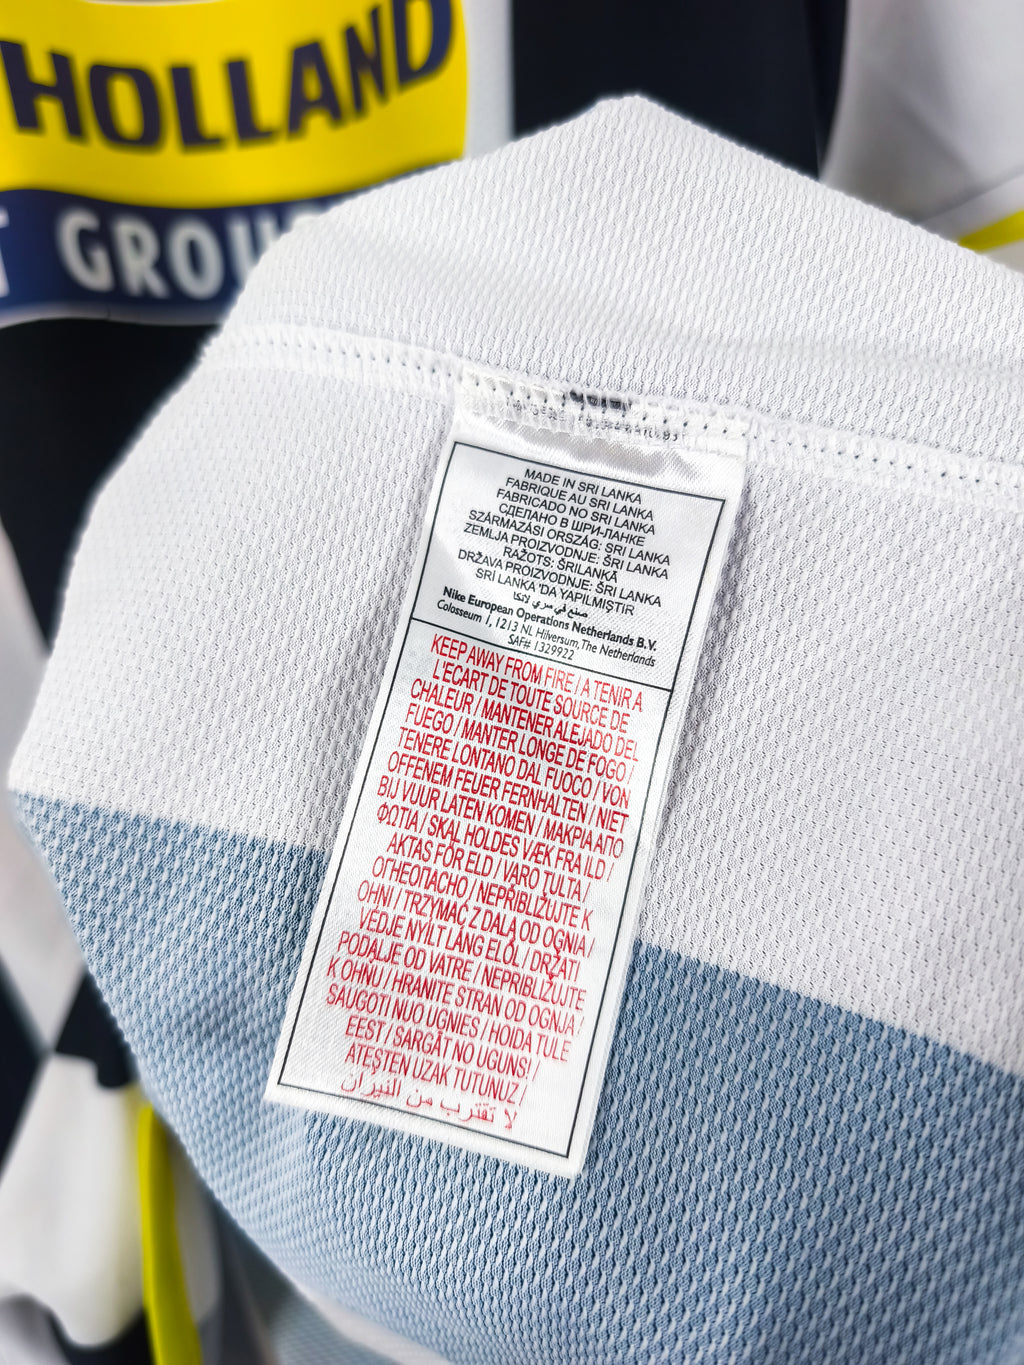 HOLLAND
GROU
MADE IN SRI LANKA
FABRIQUE AU SRI LANKA
FABRICADO NO SRI LANKA
СДЕЛАНО В ШРИ-ЛАНКЕ
SZÁRMAZÁSI ORSZÁG: SRI LANKA
ZEMLJA PROIZVODNJE: ŠRI LANKA
RAŽOTS: ŠRILANKĀ
DRŽAVA PROIZVODNJE: ŠRI LANKA
SRİ LANKA 'DA YAPILMIŞTIR
صنع في سري لانكا
Nike European Operations Netherlands B.V.
Colosseum 1, 1213 NL Hilversum, The Netherlands
SAF# 1329922
KEEP AWAY FROM FIRE / A TENIR A
L'ECART DE TOUTE SOURCE DE
CHALEUR / MANTENER ALEJADO DEL
FUEGO / MANTER LONGE DE FOGO /
TENERE LONTANO DAL FUOCO / VON
OFFENEM FEUER FERNHALTEN / NIET
BIJ VUUR LATEN KOMEN / ΜΑΚΡΙΑ ΑΠΟ
ΦΩΤΙΑ / SKAL HOLDES VÆK FRA ILD /
AKTAS FÖR ELD / VARO TULTA /
ОГНЕОПАСНО / NEPŘIBLIŽUJTE K
OHNI / TRZYMAĆ Z DALA OD OGNIA /
VÉDJE NYÍLT LÁNG ELŐL / DRŽATI
PODALJE OD VATRE / NEPRIBLIŽUJTE
K OHŇU / HRANITE STRAN OD OGNJA /
SAUGOTI NUO UGNIES / HOIDA TULE
EEST / SARGĀT NO UGUNS! /
ATEŞTEN UZAK TUTUNUZ /
لا تقترب من النيران